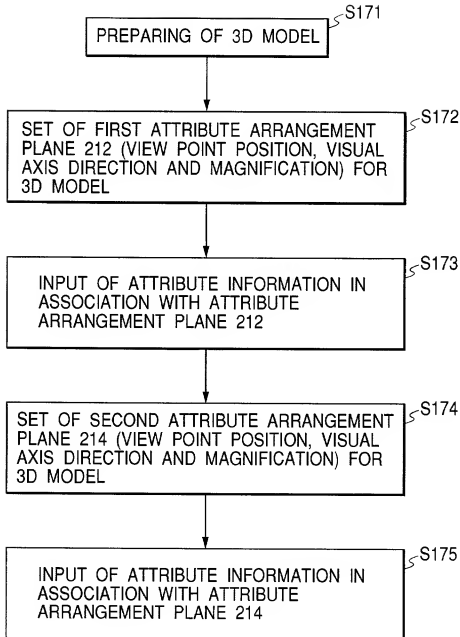 S171
PREPARING OF 3D MODEL
S172
SET OF FIRST ATTRIBUTE ARRANGEMENT
PLANE 212 (VIEW POINT POSITION, VISUAL
AXIS DIRECTION AND MAGNIFICATION) FOR
3D MODEL
S173
INPUT OF ATTRIBUTE INFORMATION IN
ASSOCIATION WITH ATTRIBUTE
ARRANGEMENT PLANE 212
S174
SET OF SECOND ATTRIBUTE ARRANGEMENT
PLANE 214 (VIEW POINT POSITION, VISUAL
AXIS DIRECTION AND MAGNIFICATION) FOR
3D MODEL
S175
INPUT OF ATTRIBUTE INFORMATION IN
ASSOCIATION WITH ATTRIBUTE
ARRANGEMENT PLANE 214